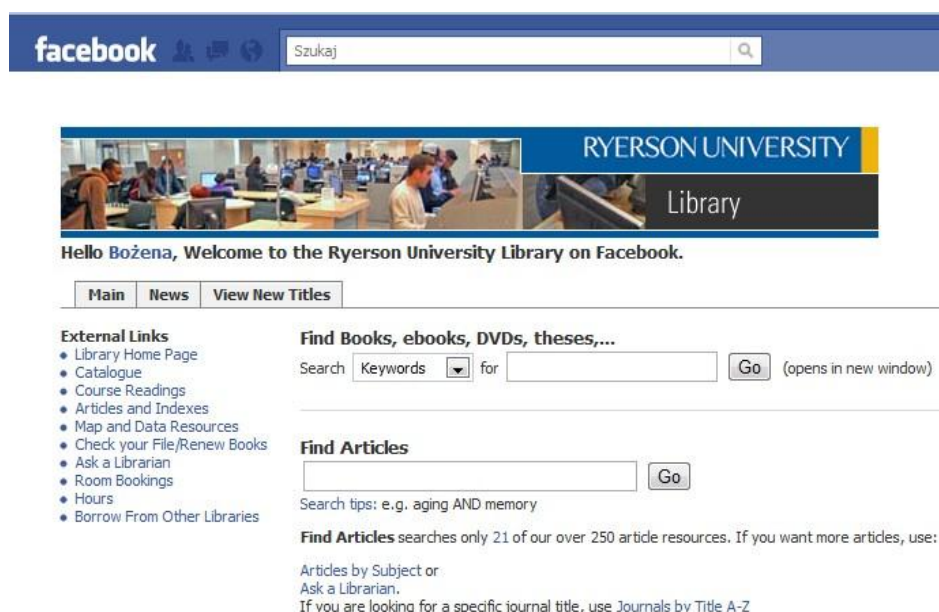 facebook
Szukaj
RYERSON UNIVERSITY
Library
Hello Bożena, Welcome to the Ryerson University Library on Facebook.
Main News View New Titles
External Links
Library Home Page
Catalogue
Course Readings
Articles and Indexes
Map and Data Resources
Check your File/Renew Books
Ask a Librarian
Room Bookings
Hours
Borrow From Other Libraries
Find Books, ebooks, DVDs, theses,...
Search Keywords for Go (opens in new window)
Find Articles
Go
Search tips: e.g. aging AND memory
Find Articles searches only 21 of our over 250 article resources. If you want more articles, use:
Articles by Subject or
Ask a Librarian.
If you are looking for a specific journal title, use Journals by Title A-Z